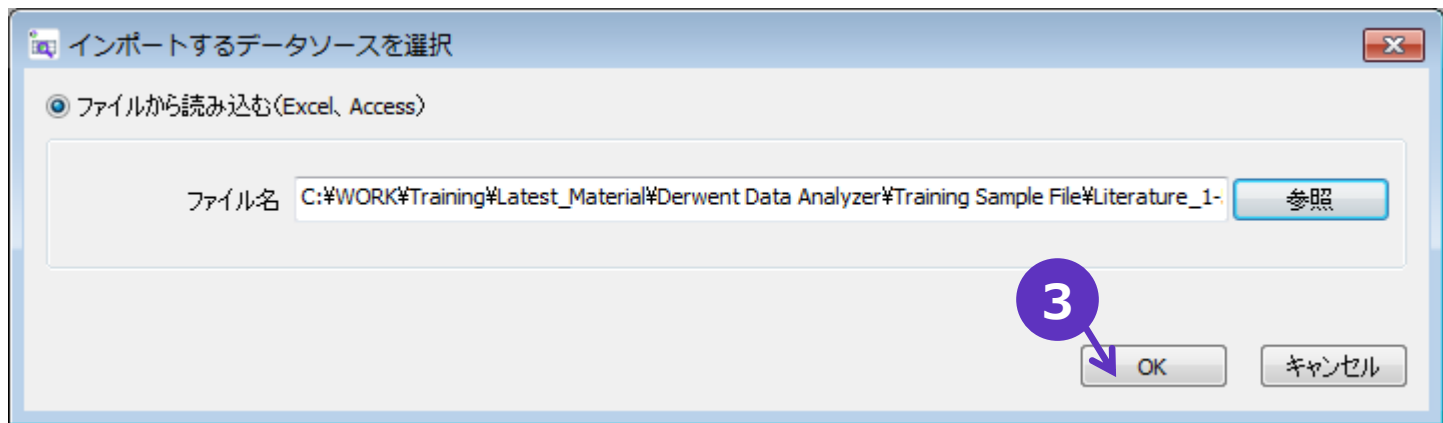 インポートするデータソースを選択
ファイルから読み込む(Excel、Access)
ファイル名 C:¥WORK¥Training¥Latest_Material¥Derwent Data Analyzer¥Training Sample File¥Literature_1-. 参照
3
OK キャンセル